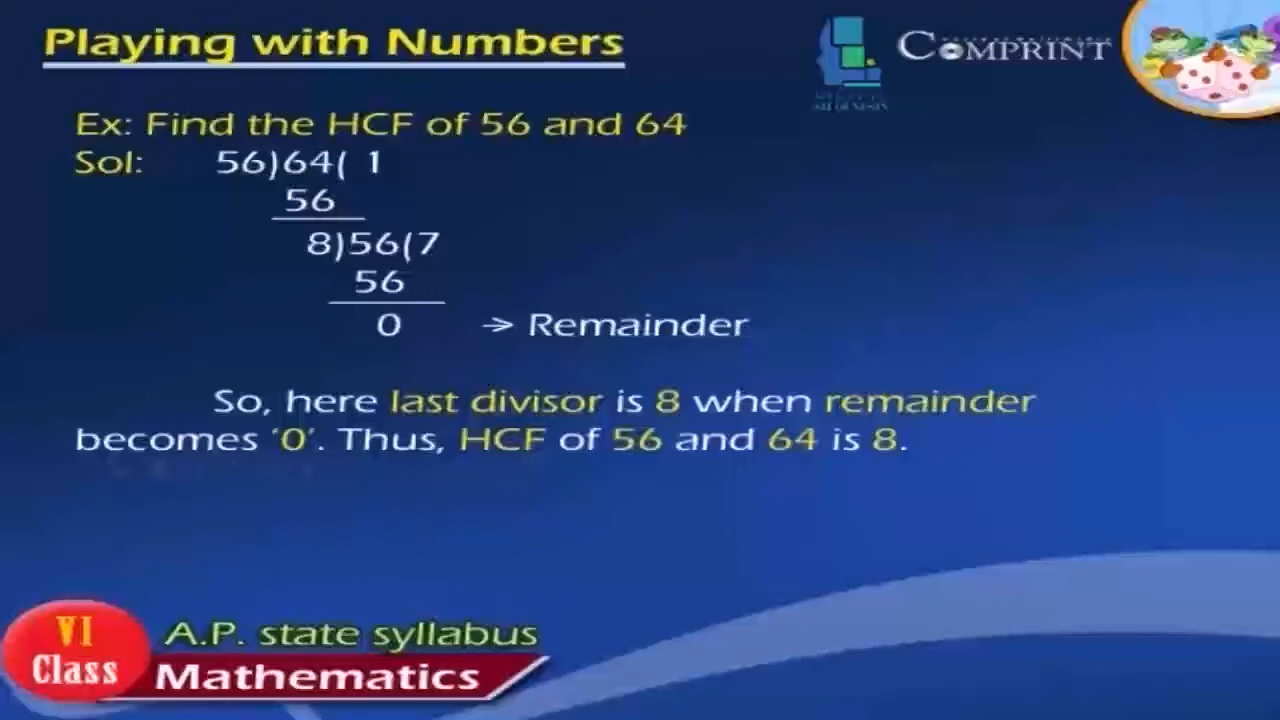 Playing with Numbers
COMPRINT
Ex: Find the HCF of 56 and 64
Sol: 56)64( 1
56
8)56(7
56
0 → Remainder
So, here last divisor is 8 when remainder
becomes ‘0’. Thus, HCF of 56 and 64 is 8.
VI
Class
A.P. state syllabus
Mathematics